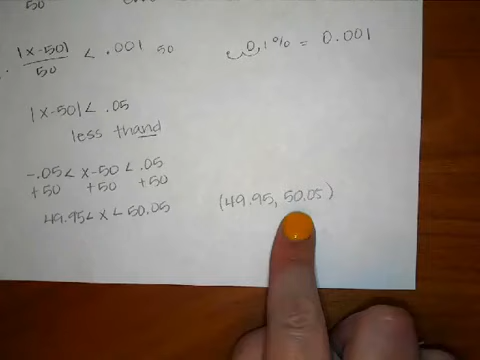 50
|x-50|/50 < .001 50
0.1% = 0.001
|x-50| < .05
less thand
-.05 < x-50 < .05
+50 +50 +50
49.95 < x < 50.05
(49.95, 50.05)